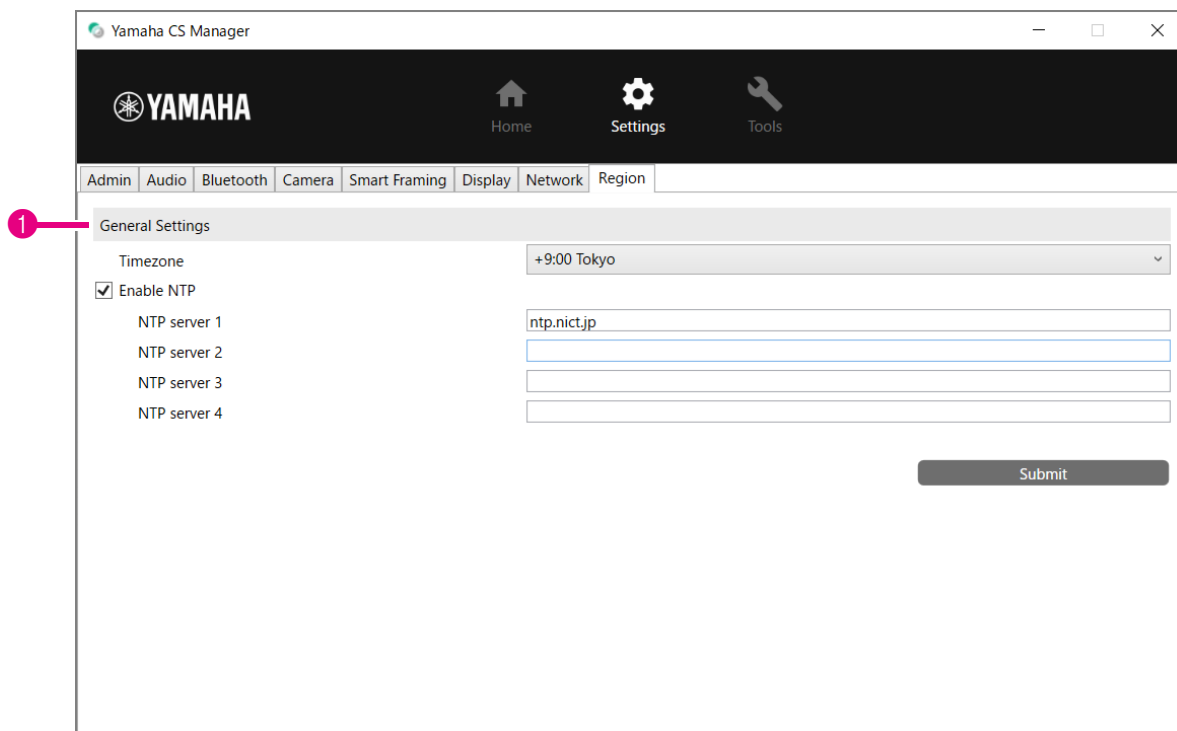 Yamaha CS Manager
YAMAHA
Home Settings Tools
Admin Audio Bluetooth Camera Smart Framing Display Network Region
1 General Settings
Timezone +9:00 Tokyo
Enable NTP
NTP server 1 ntp.nict.jp
NTP server 2
NTP server 3
NTP server 4
Submit